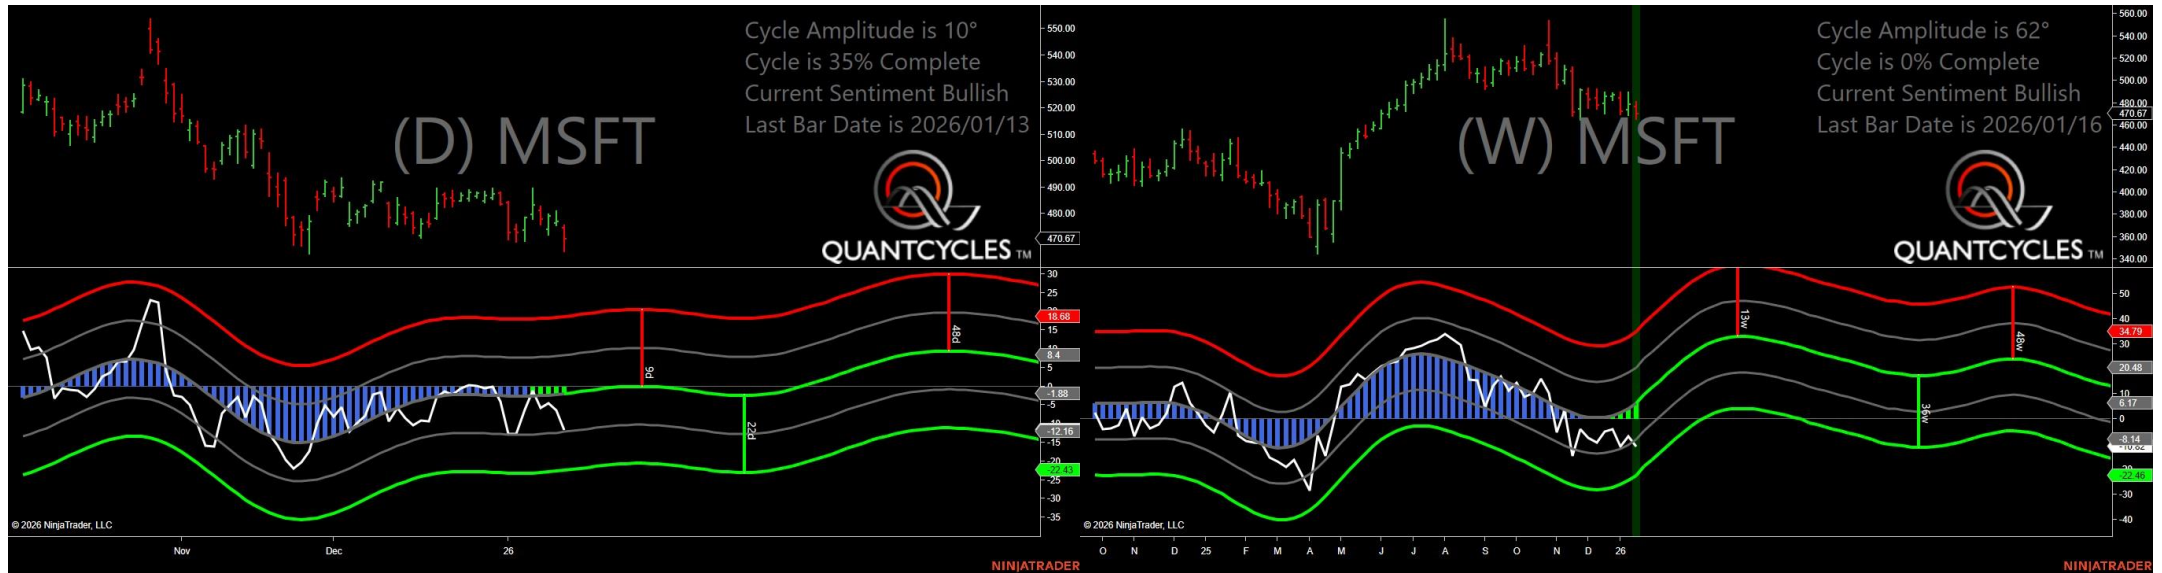 Cycle Amplitude is 10°
Cycle is 35% Complete
Current Sentiment Bullish
Last Bar Date is 2026/01/13
(D) MSFT
QUANTCYCLES TM
550.00
540.00
530.00
520.00
510.00
500.00
490.00
480.00
470.67
30
25
18.68
15
8.4
5
-1.88
-5
-12.16
-15
-22.43
-25
-30
-35
9d
22d
48d
© 2026 NinjaTrader, LLC
Nov Dec 26
NINJATRADER
Cycle Amplitude is 62°
Cycle is 0% Complete
Current Sentiment Bullish
Last Bar Date is 2026/01/16
(W) MSFT
QUANTCYCLES TM
560.00
540.00
520.00
500.00
480.00
470.67
460.00
440.00
420.00
400.00
380.00
360.00
340.00
50
40
34.79
30
20.48
10
6.17
0
-8.14
-22.46
-30
-40
13w
36w
48w
© 2026 NinjaTrader, LLC
O N D 25 F M A M J J A S O N D 26
NINJATRADER